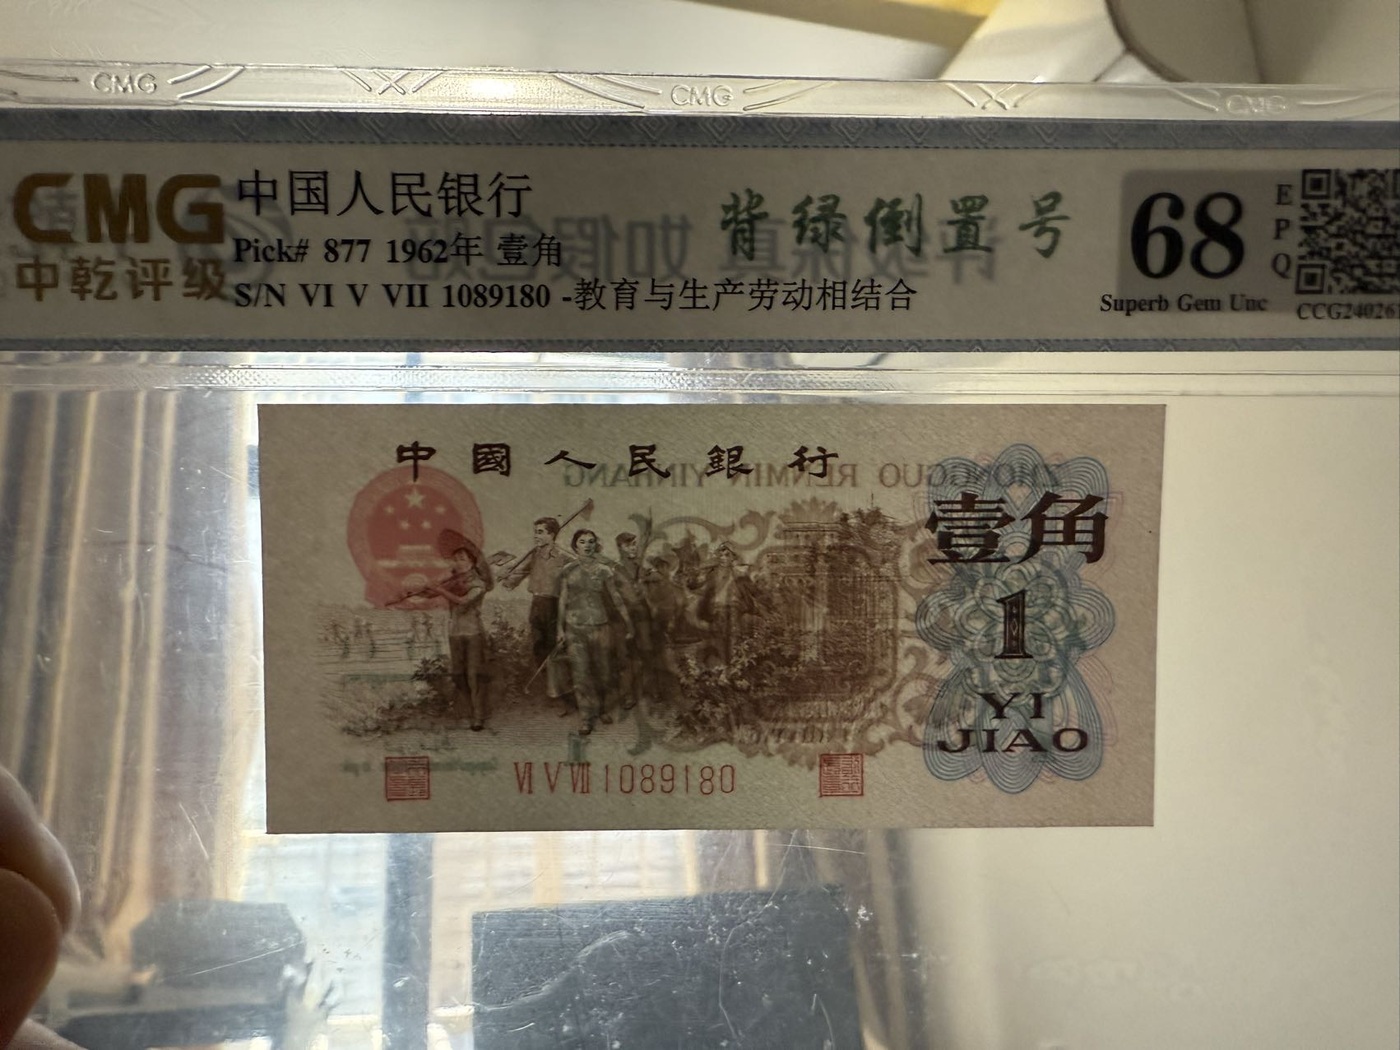 CMG CMG CMG
CMG
中乾评级
中国人民银行
Pick# 877 1962年 壹角
S/N VI V VII 1089180 -教育与生产劳动相结合
背绿倒置号
68
EPQ
Superb Gem Unc
CCG24026
中國人民銀行
ZHONGGUO RENMIN YINHANG
壹角
1
YI
JIAO
VI V VII 1089180